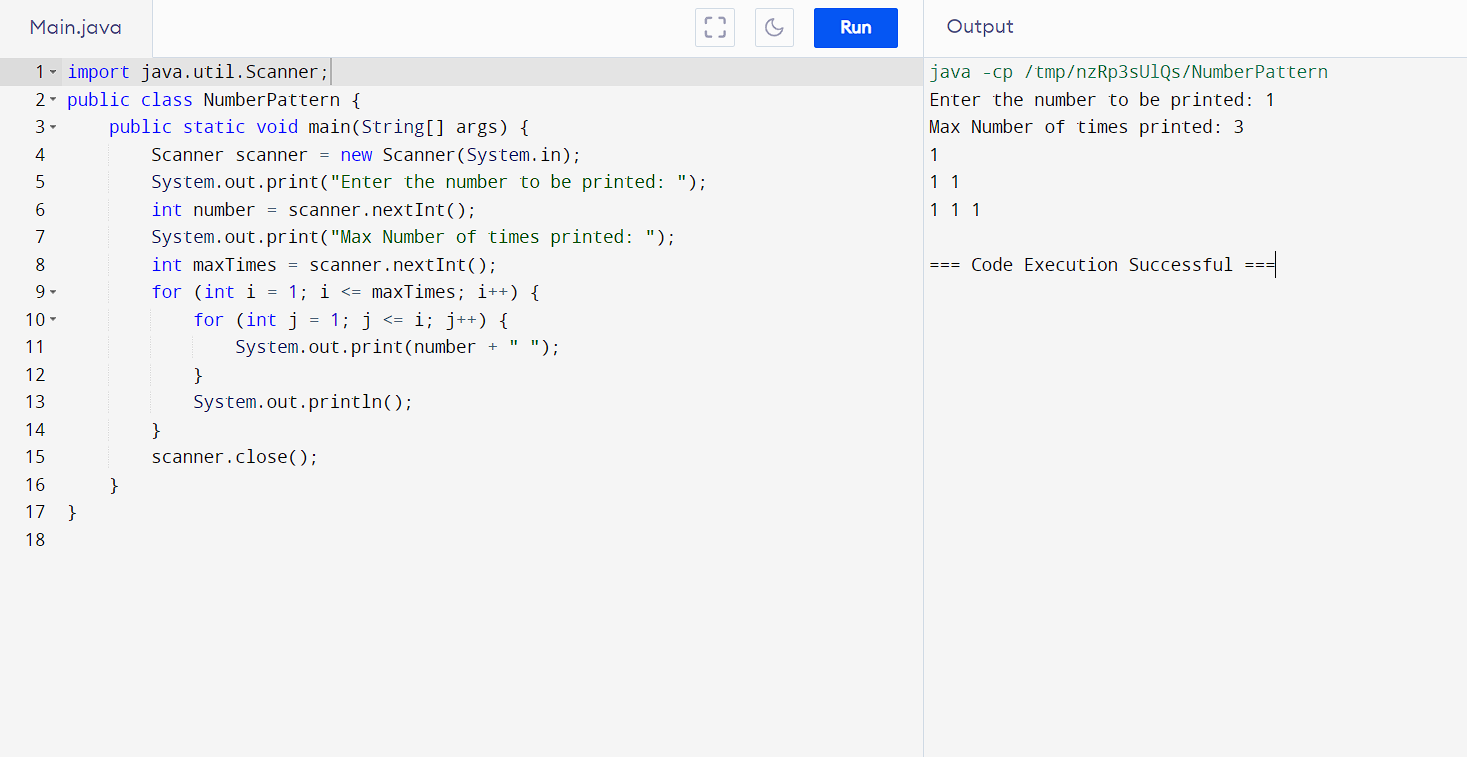 Main.java
Run
Output
1 import java.util.Scanner;
2 public class NumberPattern {
3     public static void main(String[] args) {
4         Scanner scanner = new Scanner(System.in);
5         System.out.print("Enter the number to be printed: ");
6         int number = scanner.nextInt();
7         System.out.print("Max Number of times printed: ");
8         int maxTimes = scanner.nextInt();
9         for (int i = 1; i <= maxTimes; i++) {
10             for (int j = 1; j <= i; j++) {
11                 System.out.print(number + " ");
12             }
13             System.out.println();
14         }
15         scanner.close();
16     }
17 }
18
java -cp /tmp/nzRp3sUlQs/NumberPattern
Enter the number to be printed: 1
Max Number of times printed: 3
1
1 1
1 1 1
=== Code Execution Successful ===